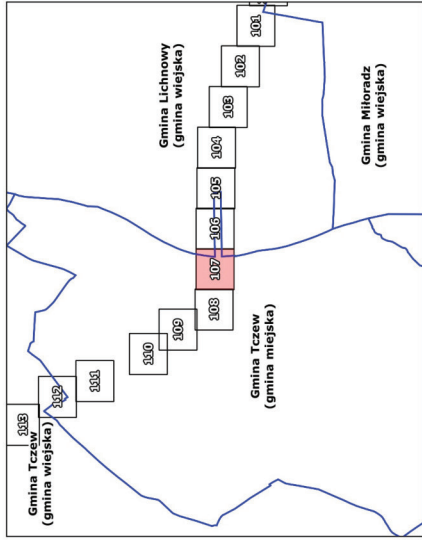 113
Gmina Tczew
(gmina wiejska)
112
111
110
109
108
107
106
105
104
103
102
101
Gmina Lichnowy
(gmina wiejska)
Gmina Tczew
(gmina miejska)
Gmina Miłoradz
(gmina wiejska)